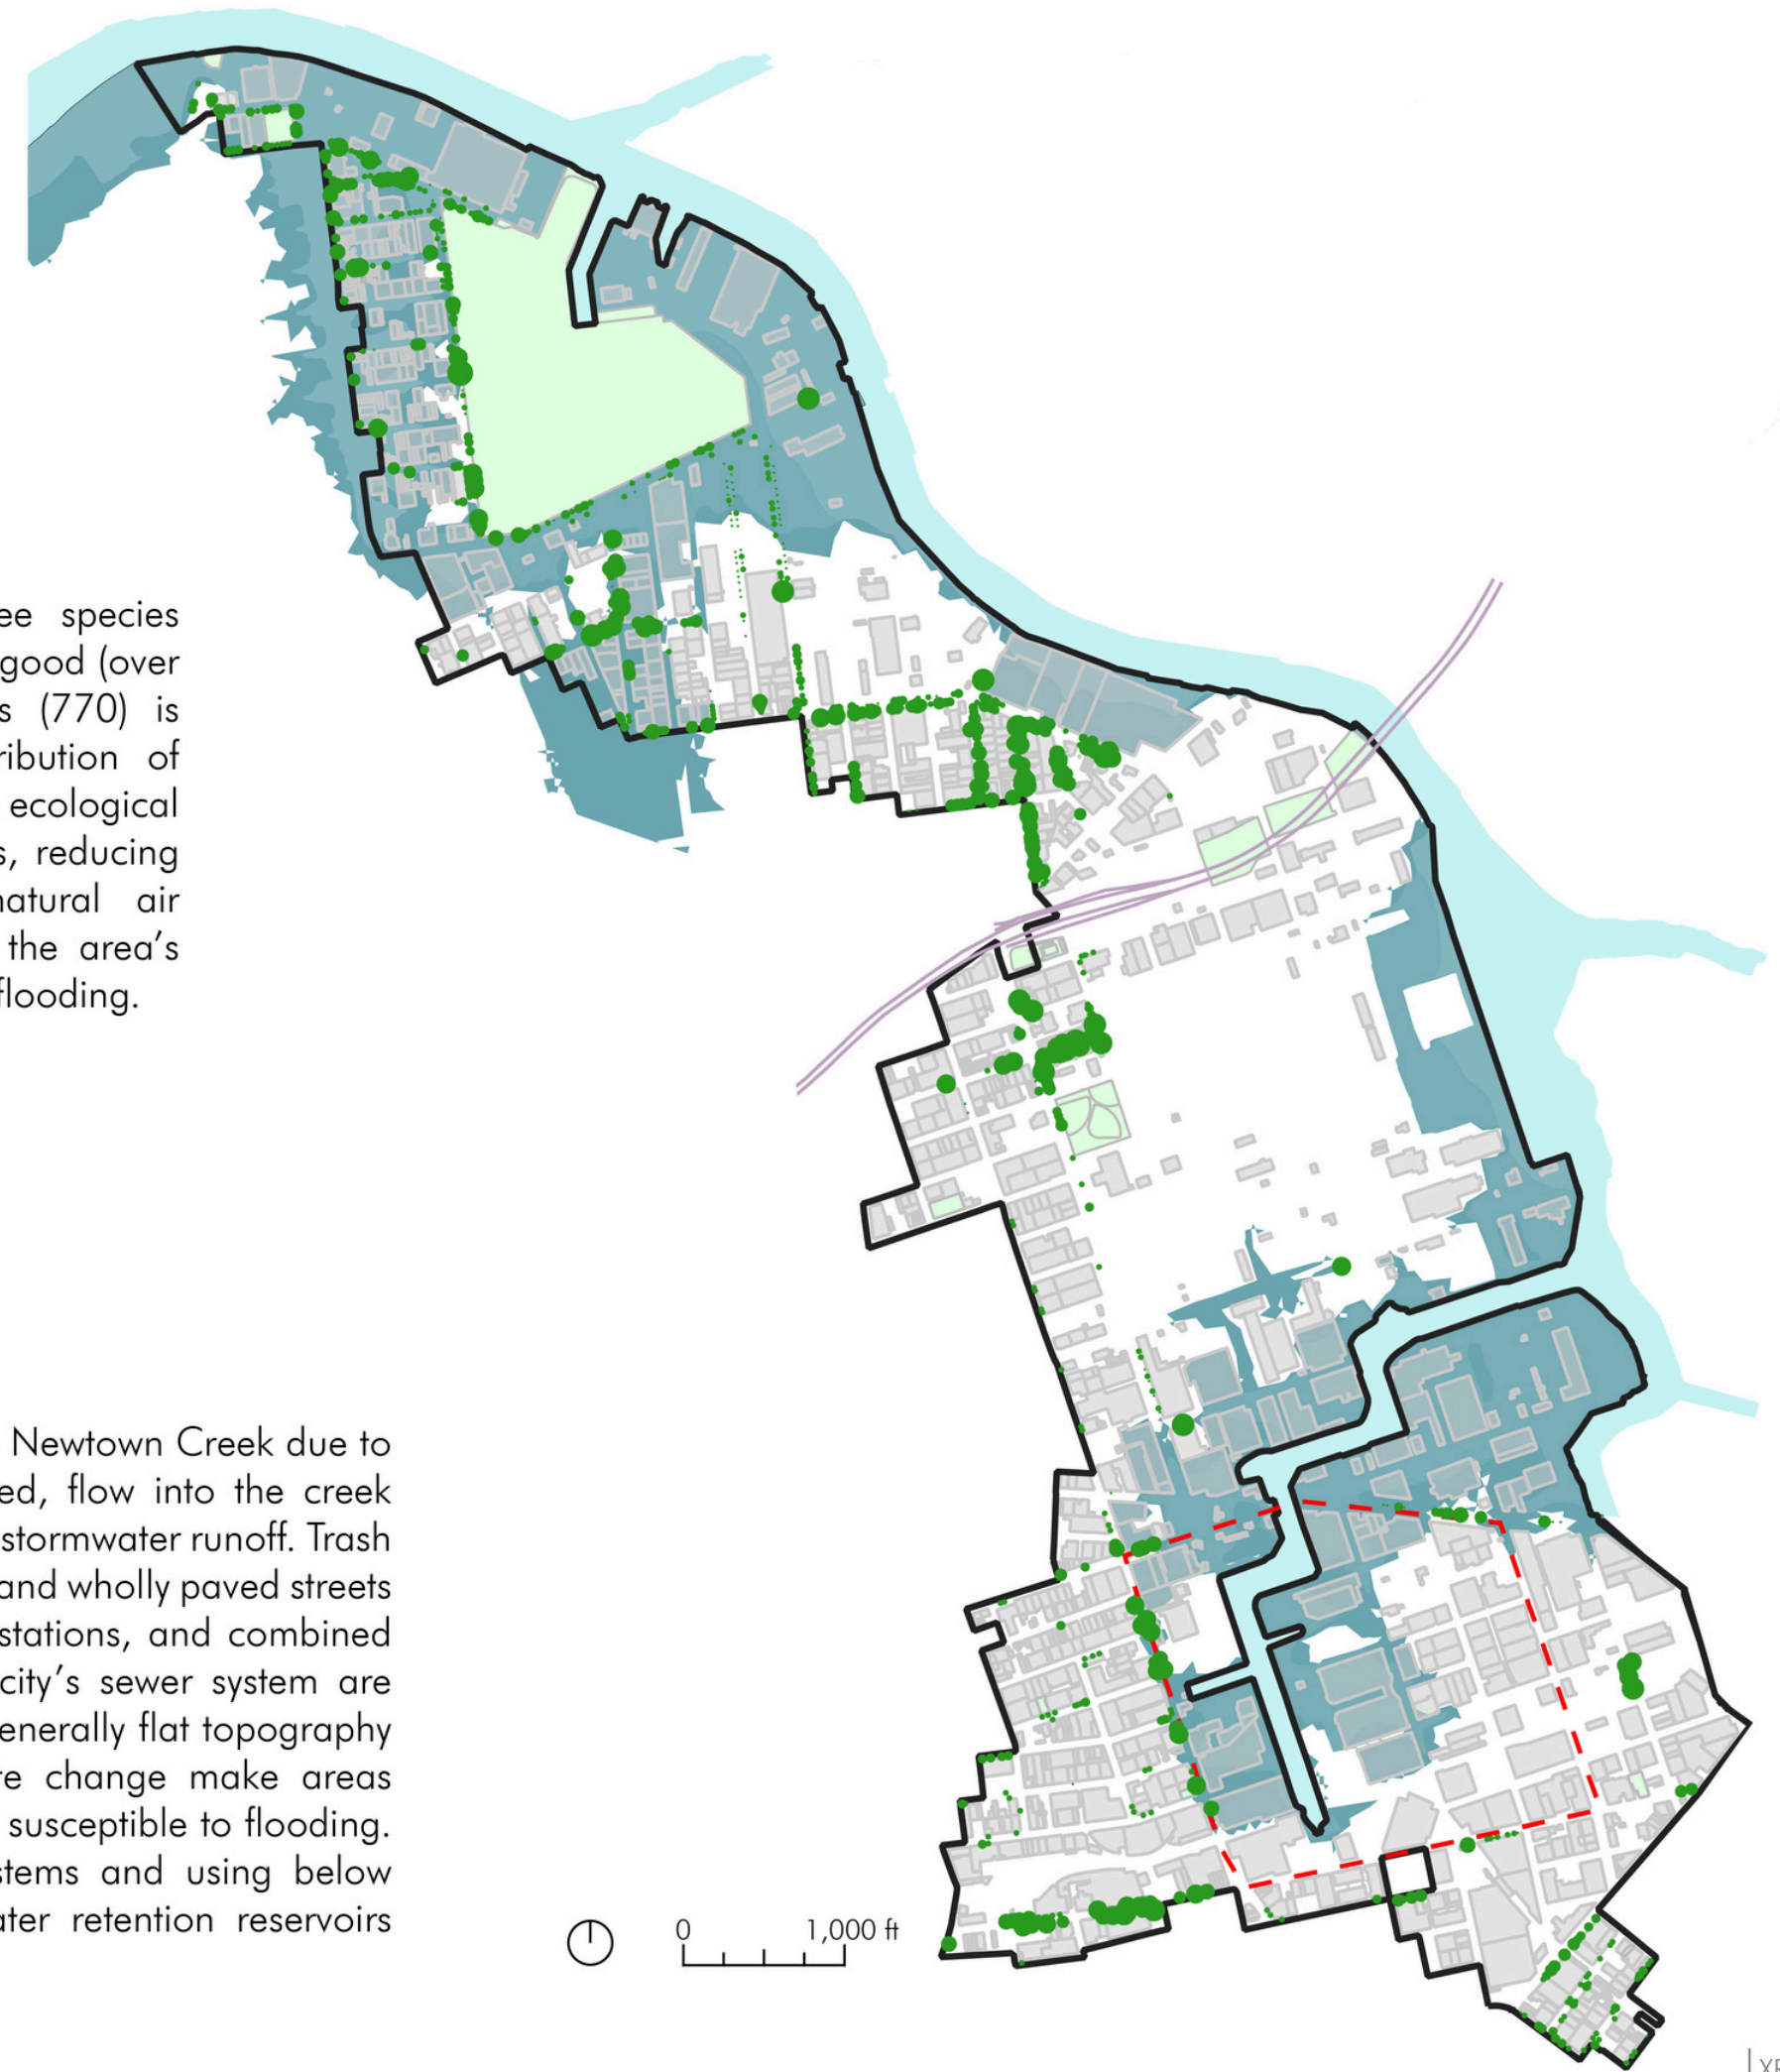 ee species
good (over
s (770) is
ribution of
ecological
s, reducing
natural air
the area's
flooding.
Newtown Creek due to
ed, flow into the creek
stormwater runoff. Trash
and wholly paved streets
stations, and combined
city's sewer system are
enerally flat topography
re change make areas
susceptible to flooding.
stems and using below
ater retention reservoirs
0 1,000 ft